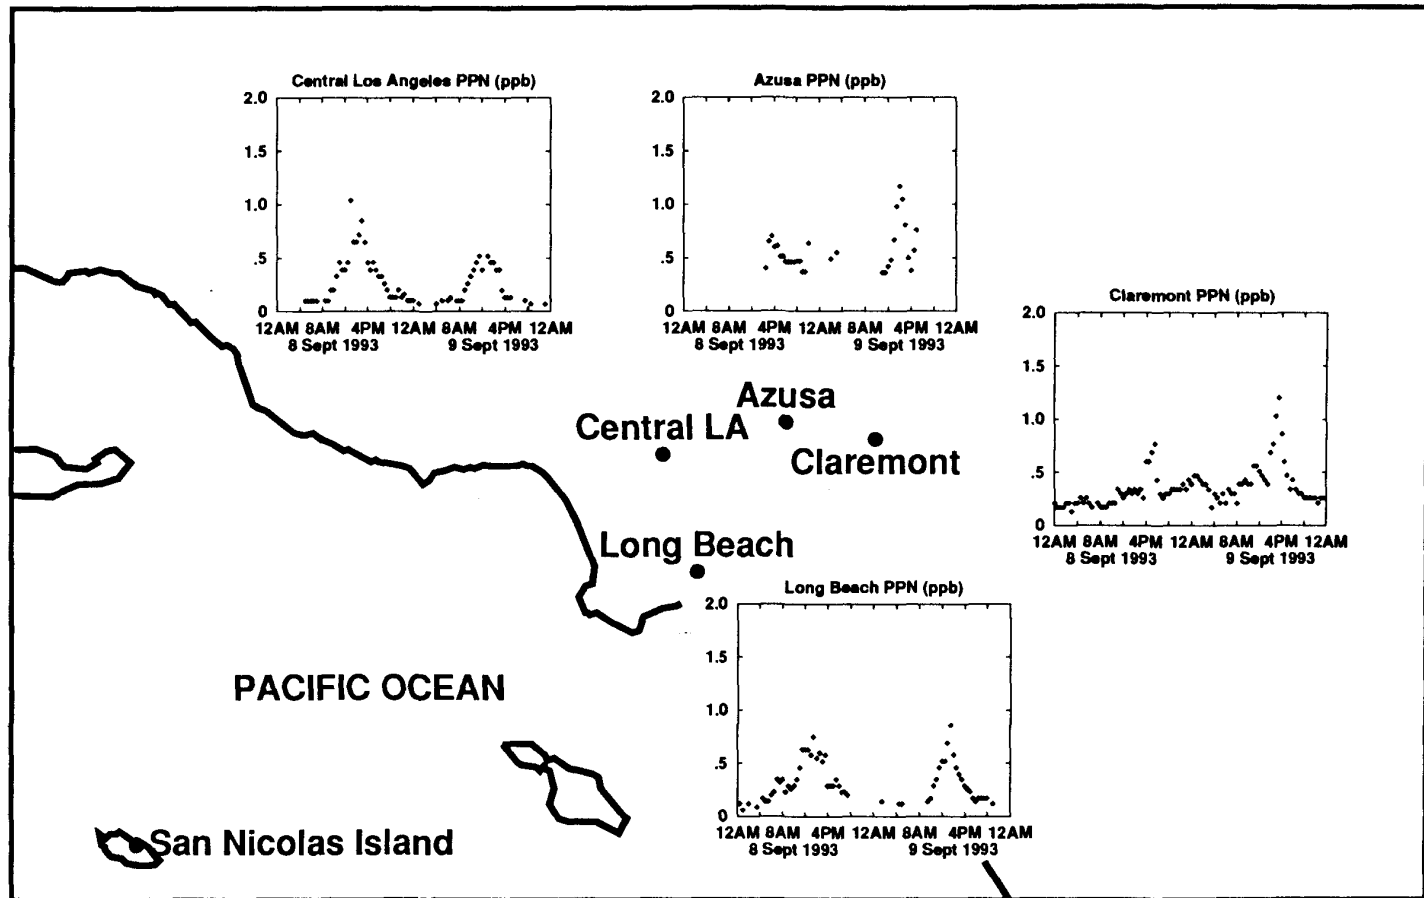 Central Los Angeles PPN (ppb)
2.0
1.5
1.0
.5
0
12AM 8AM 4PM 12AM 8AM 4PM 12AM
8 Sept 1993 9 Sept 1993
Azusa PPN (ppb)
2.0
1.5
1.0
.5
0
12AM 8AM 4PM 12AM 8AM 4PM 12AM
8 Sept 1993 9 Sept 1993
Claremont PPN (ppb)
2.0
1.5
1.0
.5
0
12AM 8AM 4PM 12AM 8AM 4PM 12AM
8 Sept 1993 9 Sept 1993
Azusa
Central LA
Claremont
Long Beach
Long Beach PPN (ppb)
2.0
1.5
1.0
.5
0
12AM 8AM 4PM 12AM 8AM 4PM 12AM
8 Sept 1993 9 Sept 1993
PACIFIC OCEAN
San Nicolas Island